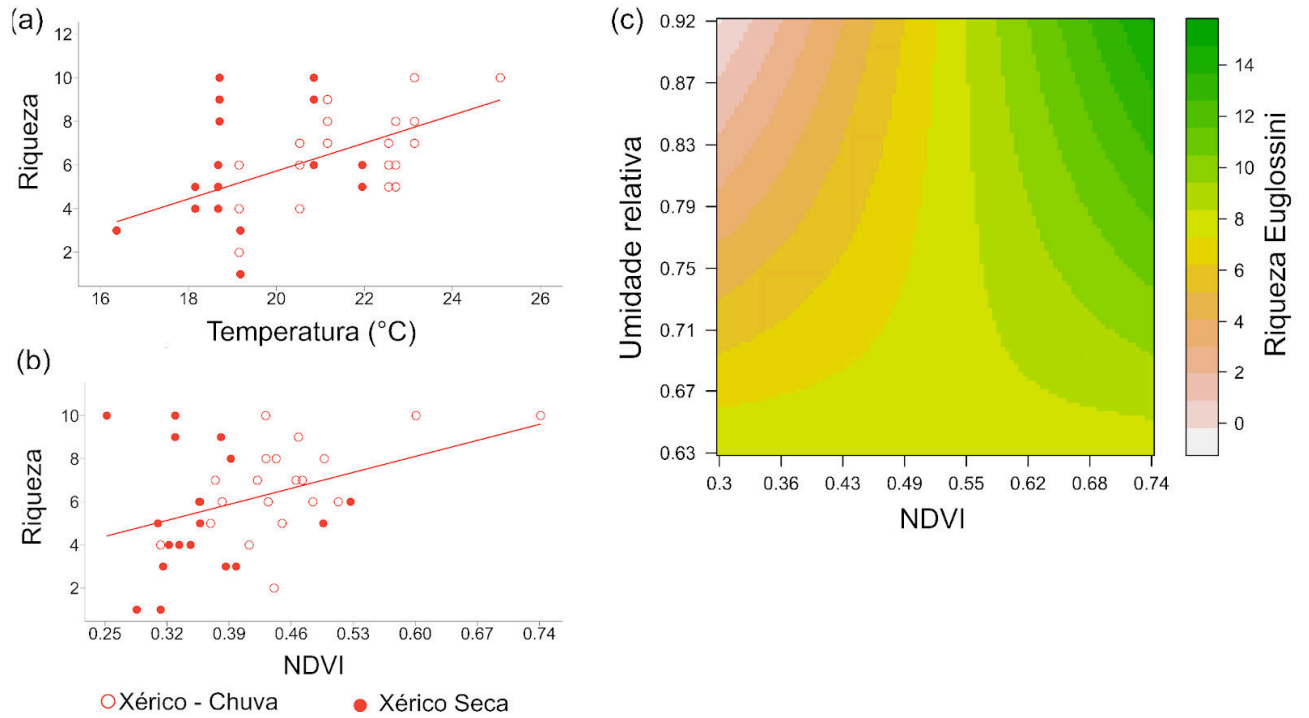 (a)
Riqueza
12
10
8
6
4
2
16 18 20 22 24 26
Temperatura (°C)
(b)
Riqueza
10
8
6
4
2
0.25 0.32 0.39 0.46 0.53 0.60 0.67 0.74
NDVI
Xérico - Chuva Xérico Seca
(c)
Umidade relativa
0.92
0.87
0.83
0.79
0.75
0.71
0.67
0.63
0.3 0.36 0.43 0.49 0.55 0.62 0.68 0.74
NDVI
14
12
10
8
6
4
2
0
Riqueza Euglossini